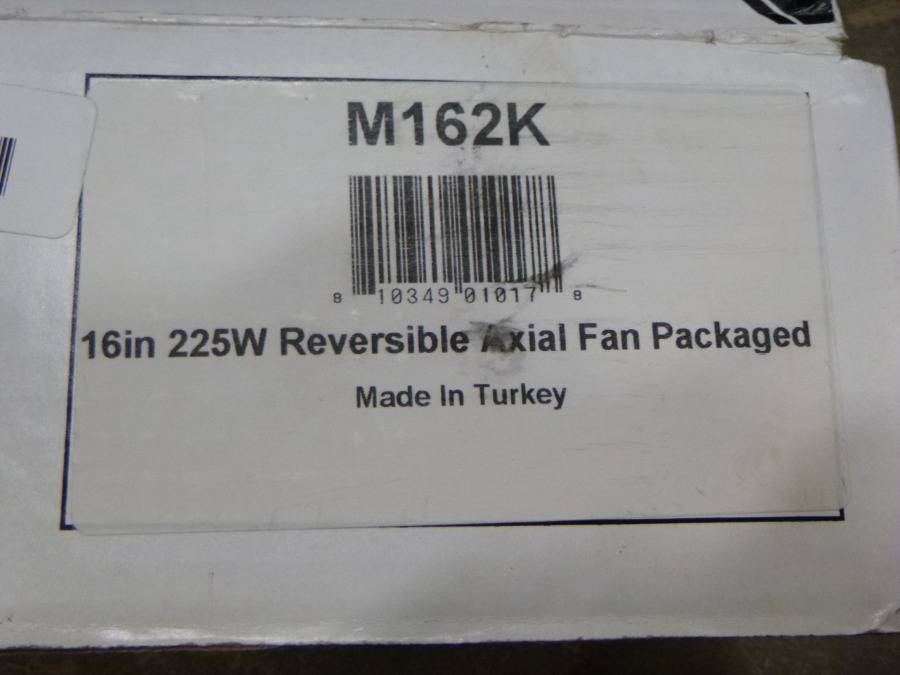 M162K
8 10349 01017 8
16in 225W Reversible Axial Fan Packaged
Made In Turkey